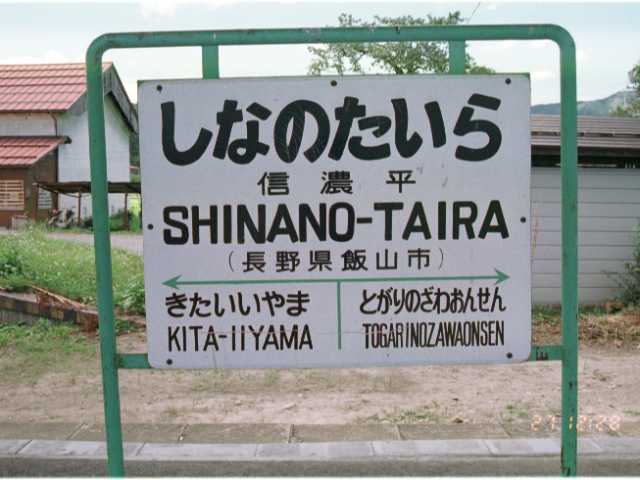 しなのたいら
信濃平
SHINANO-TAIRA
(長野県飯山市)
きたいいやま
とがりのざわおんせん
KITA-IIYAMA
TOGARINOZAWAONSEN